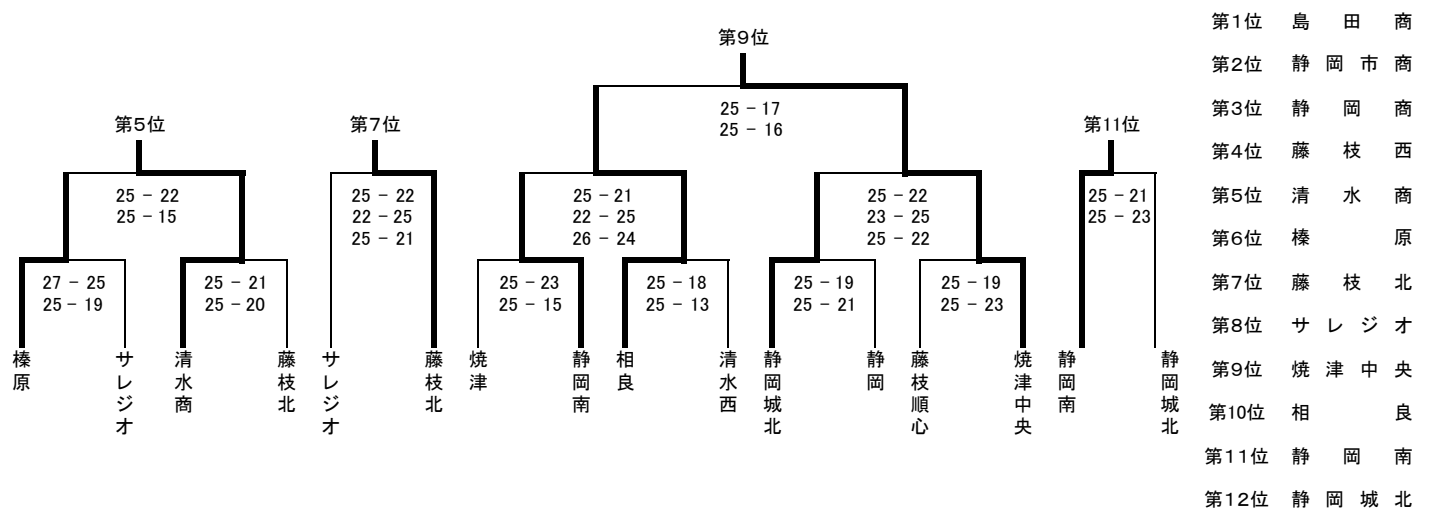 第9位
25 - 17
25 - 16
第5位
第7位
第11位
25 - 22
25 - 15
25 - 22
22 - 25
25 - 21
25 - 21
22 - 25
26 - 24
25 - 22
23 - 25
25 - 22
25 - 21
25 - 23
27 - 25
25 - 19
25 - 21
25 - 20
25 - 23
25 - 15
25 - 18
25 - 13
25 - 19
25 - 21
25 - 19
25 - 23
榛原
サレジオ
清水商
藤枝北
サレジオ
藤枝北
焼津
静岡南
相良
清水西
静岡城北
静岡
藤枝順心
焼津中央
静岡南
静岡城北
第1位 島田商
第2位 静岡市商
第3位 静岡商
第4位 藤枝西
第5位 清水商
第6位 榛原
第7位 藤枝北
第8位 サレジオ
第9位 焼津中央
第10位 相良
第11位 静岡南
第12位 静岡城北